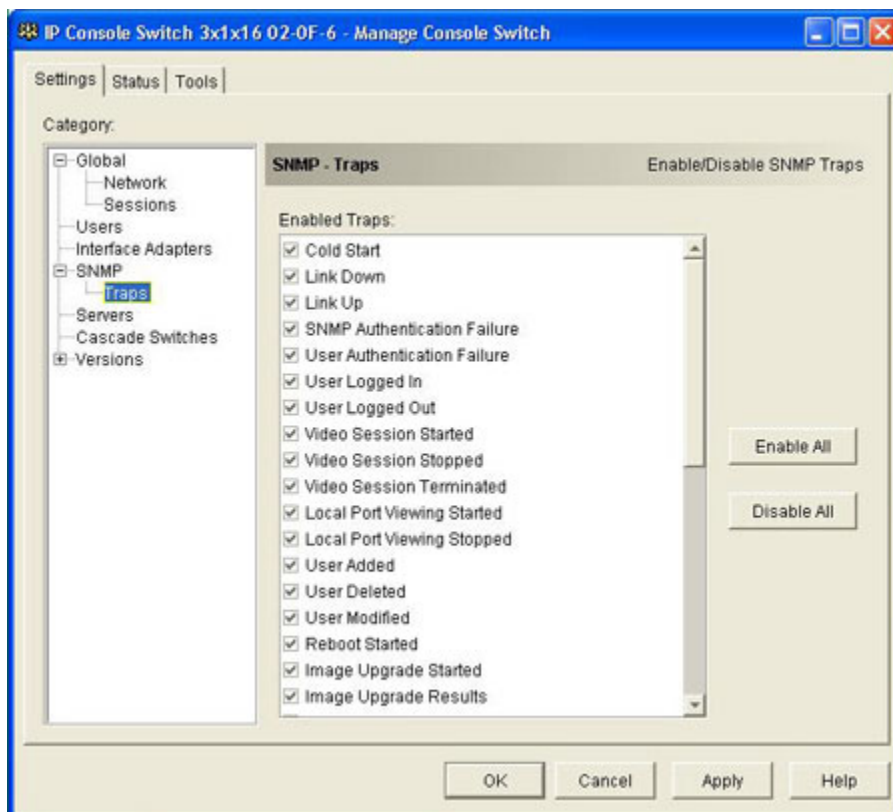 IP Console Switch 3x1x16 02-0F-6 - Manage Console Switch
Settings Status Tools
Category:
Global
Network
Sessions
Users
Interface Adapters
SNMP
Traps
Servers
Cascade Switches
Versions
SNMP - Traps Enable/Disable SNMP Traps
Enabled Traps:
Cold Start
Link Down
Link Up
SNMP Authentication Failure
User Authentication Failure
User Logged In
User Logged Out
Video Session Started
Video Session Stopped
Video Session Terminated
Local Port Viewing Started
Local Port Viewing Stopped
User Added
User Deleted
User Modified
Reboot Started
Image Upgrade Started
Image Upgrade Results
Enable All
Disable All
OK Cancel Apply Help